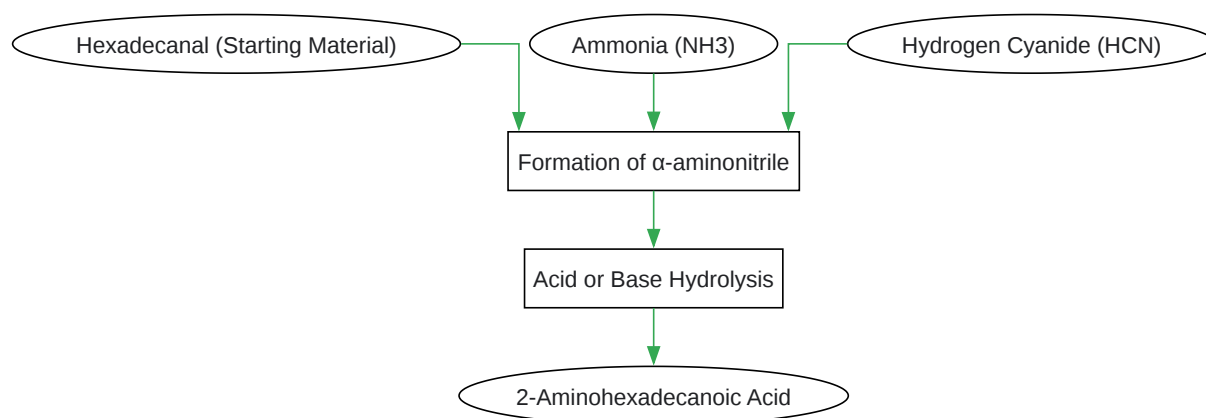 Hexadecanal (Starting Material)
Ammonia (NH3)
Hydrogen Cyanide (HCN)
Formation of α-aminonitrile
Acid or Base Hydrolysis
2-Aminohexadecanoic Acid